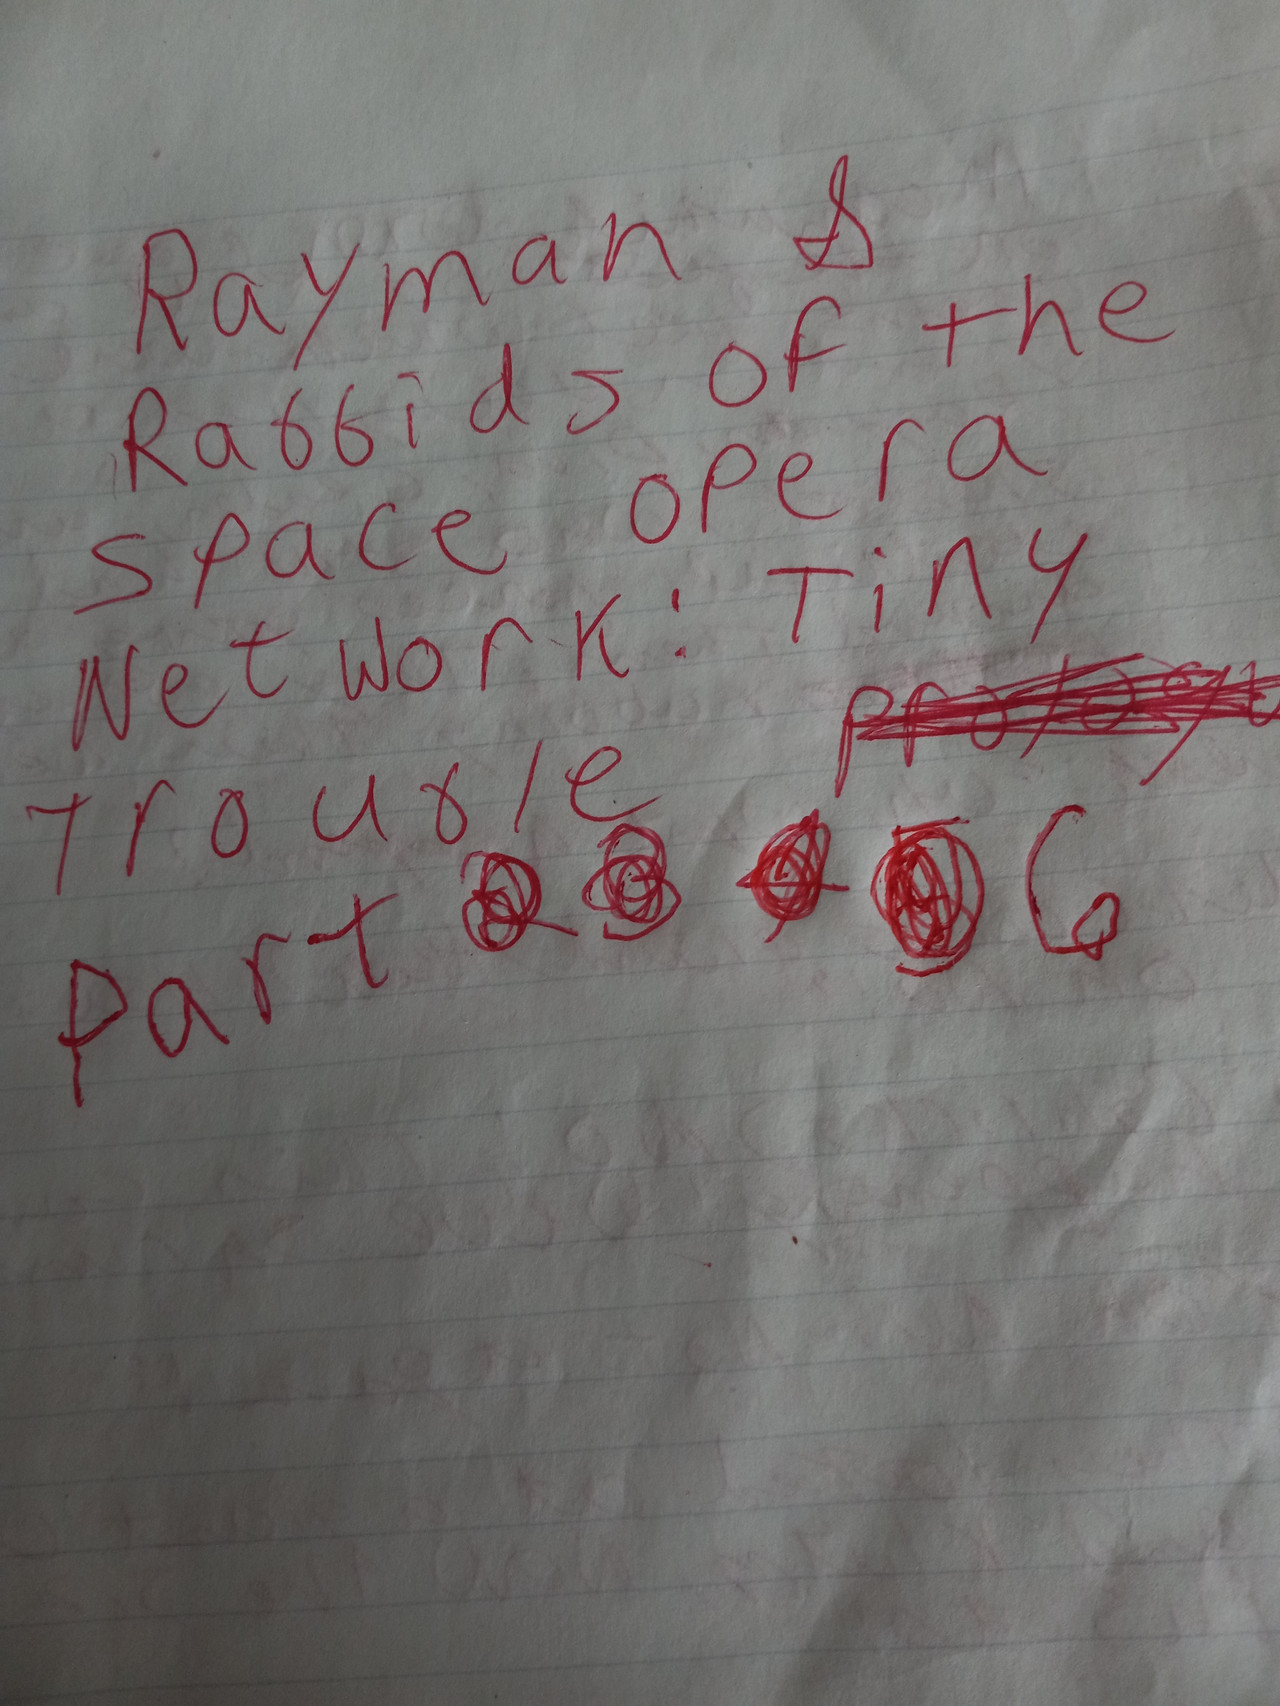 Rayman &
Rabbids of the
space opera
Network: Tiny
Trouble
Part 6